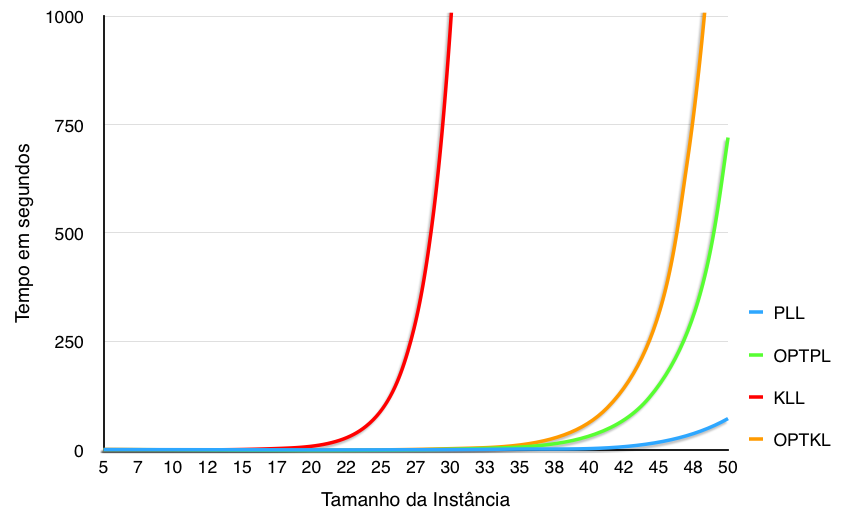 1000
750
500
250
0
Tempo em segundos
5 7 10 12 15 17 20 22 25 27 30 33 35 38 40 42 45 48 50
Tamanho da Instância
PLL
OPTPL
KLL
OPTKL